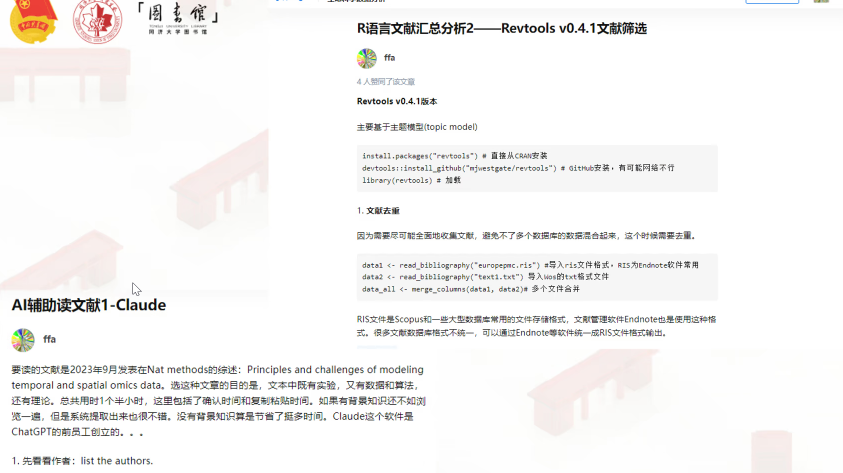 「图书馆」
同济大学图书馆
R语言文献汇总分析2——Revtools v0.4.1文献筛选
ffa
4 人赞同了该文章
Revtools v0.4.1版本
主要基于主题模型(topic model)
install.packages("revtools") # 直接从CRAN安装
devtools::install_github("mjwestgate/revtools") # GitHub安装，有可能网络不行
library(revtools) # 加载
1. 文献去重
因为需要尽可能全面地收集文献，避免不了多个数据库的数据混合起来，这个时候需要去重。
data1 <- read_bibliography("europepmc.ris") #导入ris文件格式，RIS为Endnote软件常用
data2 <- read_bibliography("text1.txt") 导入Wos的txt格式文件
data_all <- merge_columns(data1, data2)# 多个文件合并
RIS文件是Scopus和一些大型数据库常用的文件存储格式，文献管理软件Endnote也是使用这种格
式。很多文献数据库格式不统一，可以通过Endnote等软件统一成RIS文件格式输出。
AI辅助读文献1-Claude
ffa
要读的文献是2023年9月发表在Nat methods的综述：Principles and challenges of modeling
temporal and spatial omics data。选这种文章的目的是，文本中既有实验，又有数据和算法，
还有理论。总共用时1个半小时，这里包括了确认时间和复制粘贴时间。如果有背景知识还不如浏
览一遍，但是系统提取出来也很不错。没有背景知识算是节省了挺多时间。Claude这个软件是
ChatGPT的前员工创立的。。。
1. 先看看作者：list the authors.